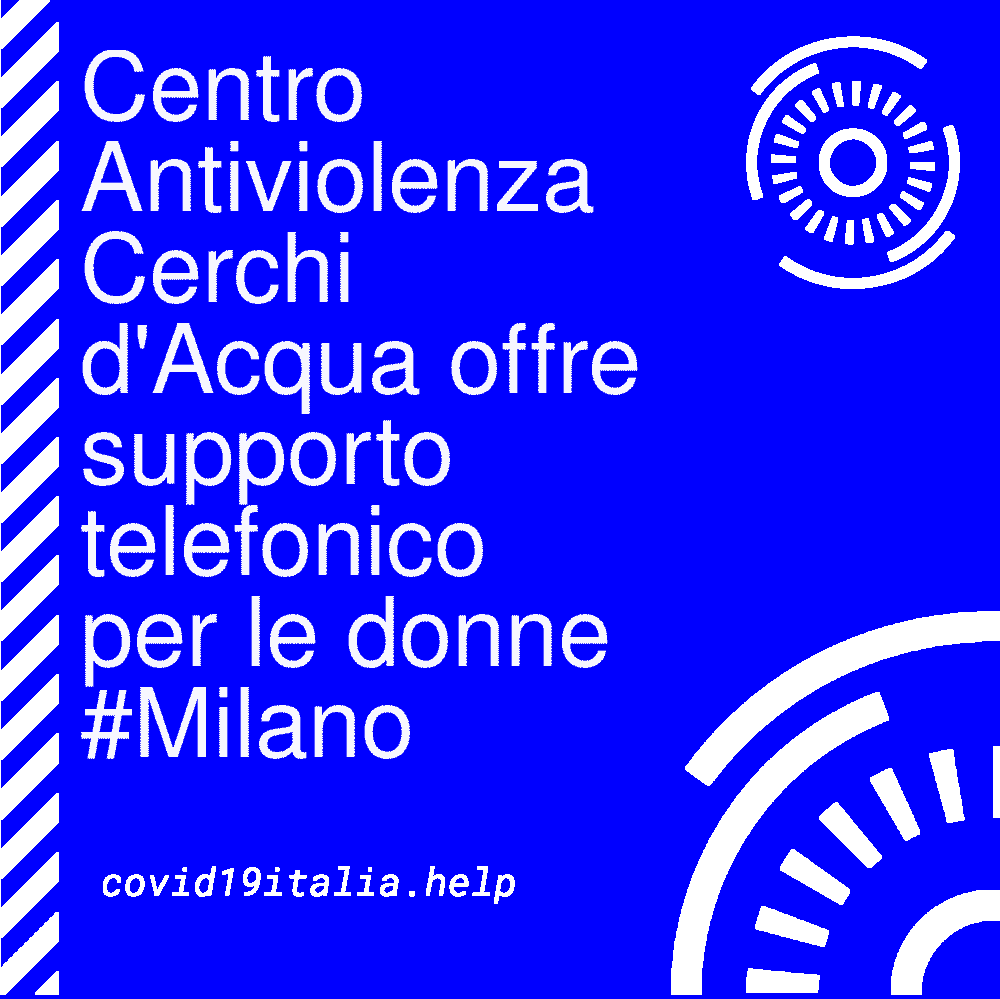 Centro
Antiviolenza
Cerchi
d'Acqua offre
supporto
telefonico
per le donne
#Milano
covid19italia.help